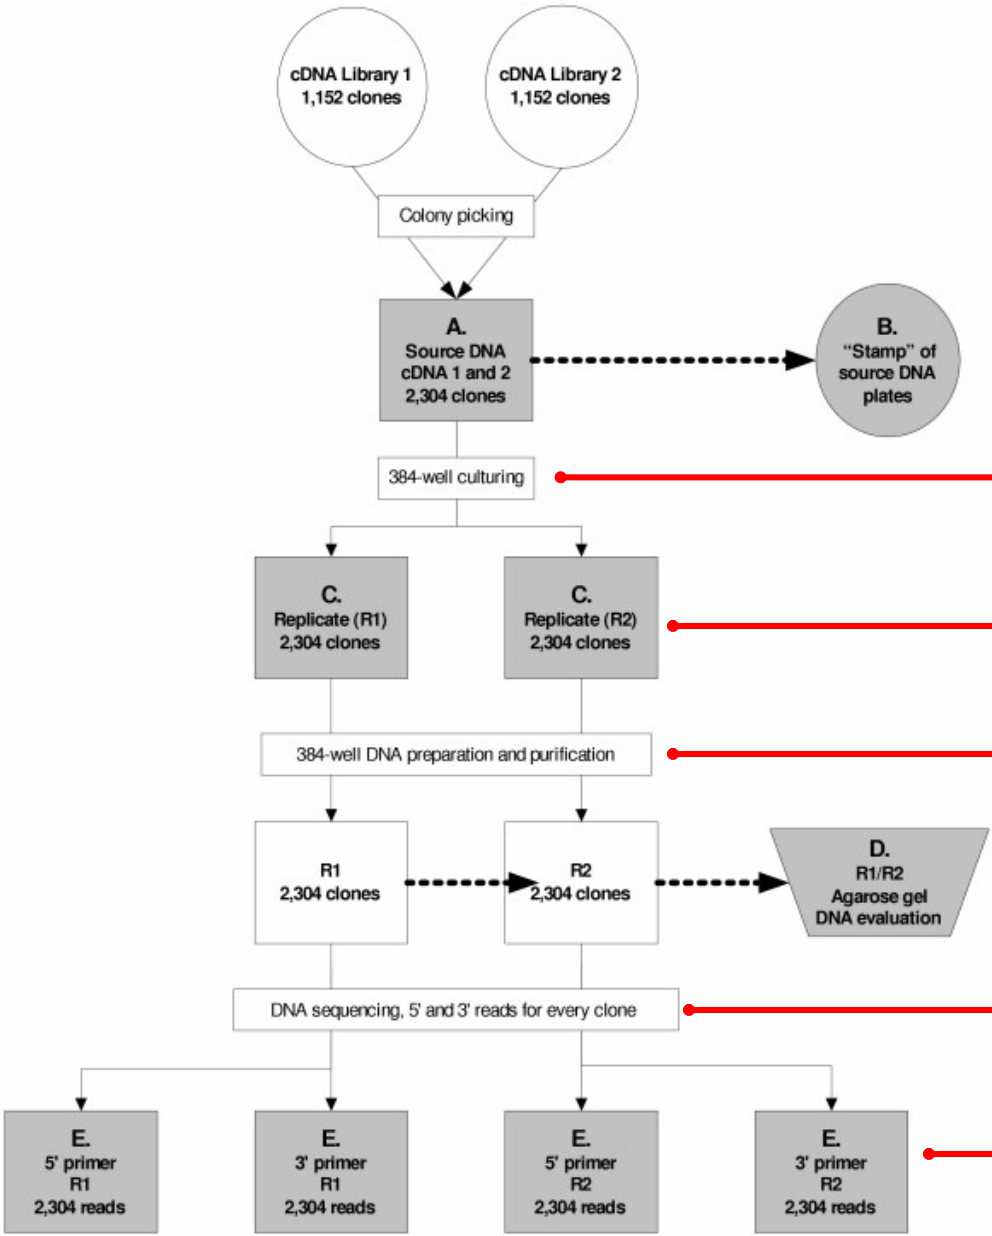 cDNA Library 1
1,152 clones
cDNA Library 2
1,152 clones
Colony picking
A.
Source DNA
cDNA 1 and 2
2,304 clones
B.
“Stamp” of
source DNA
plates
384-well culturing
C.
Replicate (R1)
2,304 clones
C.
Replicate (R2)
2,304 clones
384-well DNA preparation and purification
R1
2,304 clones
R2
2,304 clones
D.
R1/R2
Agarose gel
DNA evaluation
DNA sequencing, 5' and 3' reads for every clone
E.
5' primer
R1
2,304 reads
E.
3' primer
R1
2,304 reads
E.
5' primer
R2
2,304 reads
E.
3' primer
R2
2,304 reads